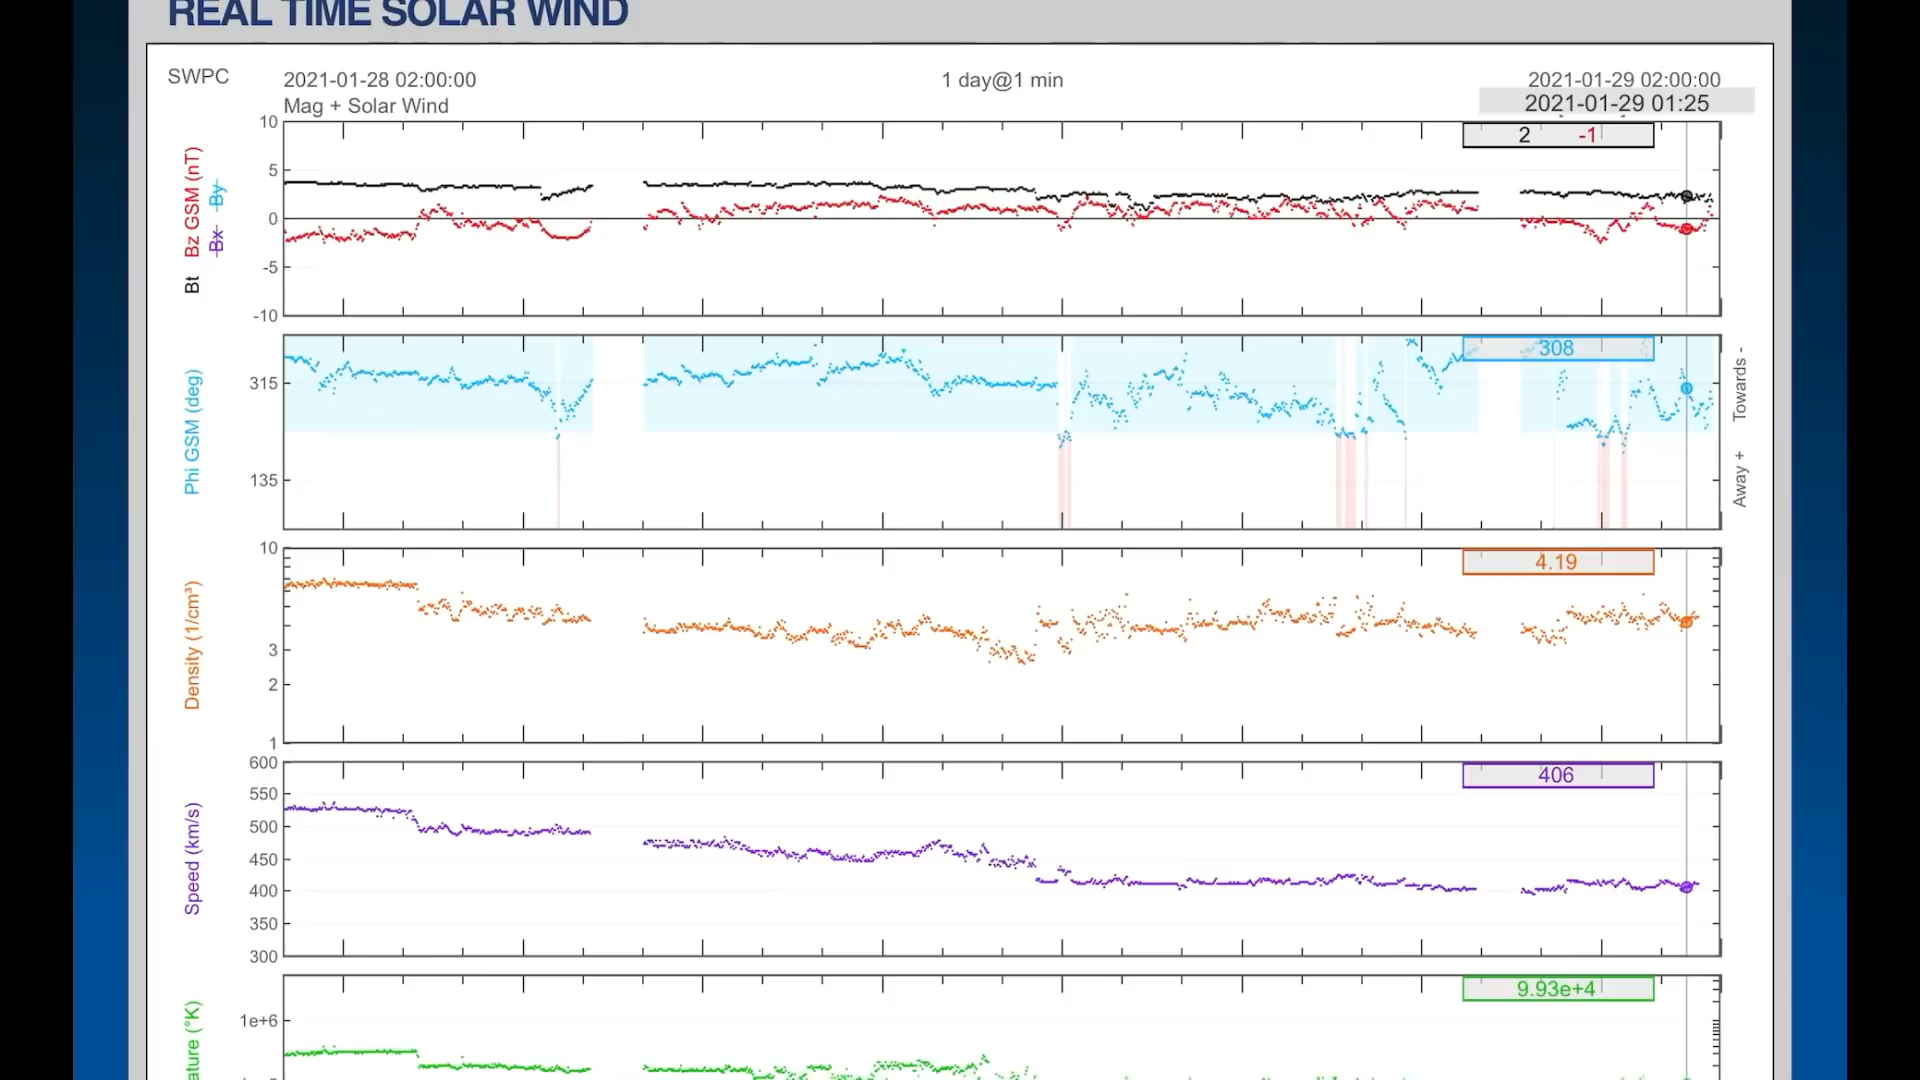 REAL TIME SOLAR WIND
SWPC
2021-01-28 02:00:00
1 day@1 min
2021-01-29 02:00:00
Mag + Solar Wind
2021-01-29 01:25
Bt Bz GSM (nT)
Bx By
10
5
0
-5
-10
2 -1
Phi GSM (deg)
315
135
308
Towards -
Away +
Density (1/cm³)
10
3
2
1
4.19
Speed (km/s)
600
550
500
450
400
350
300
406
ature (°K)
1e+6
9.93e+4